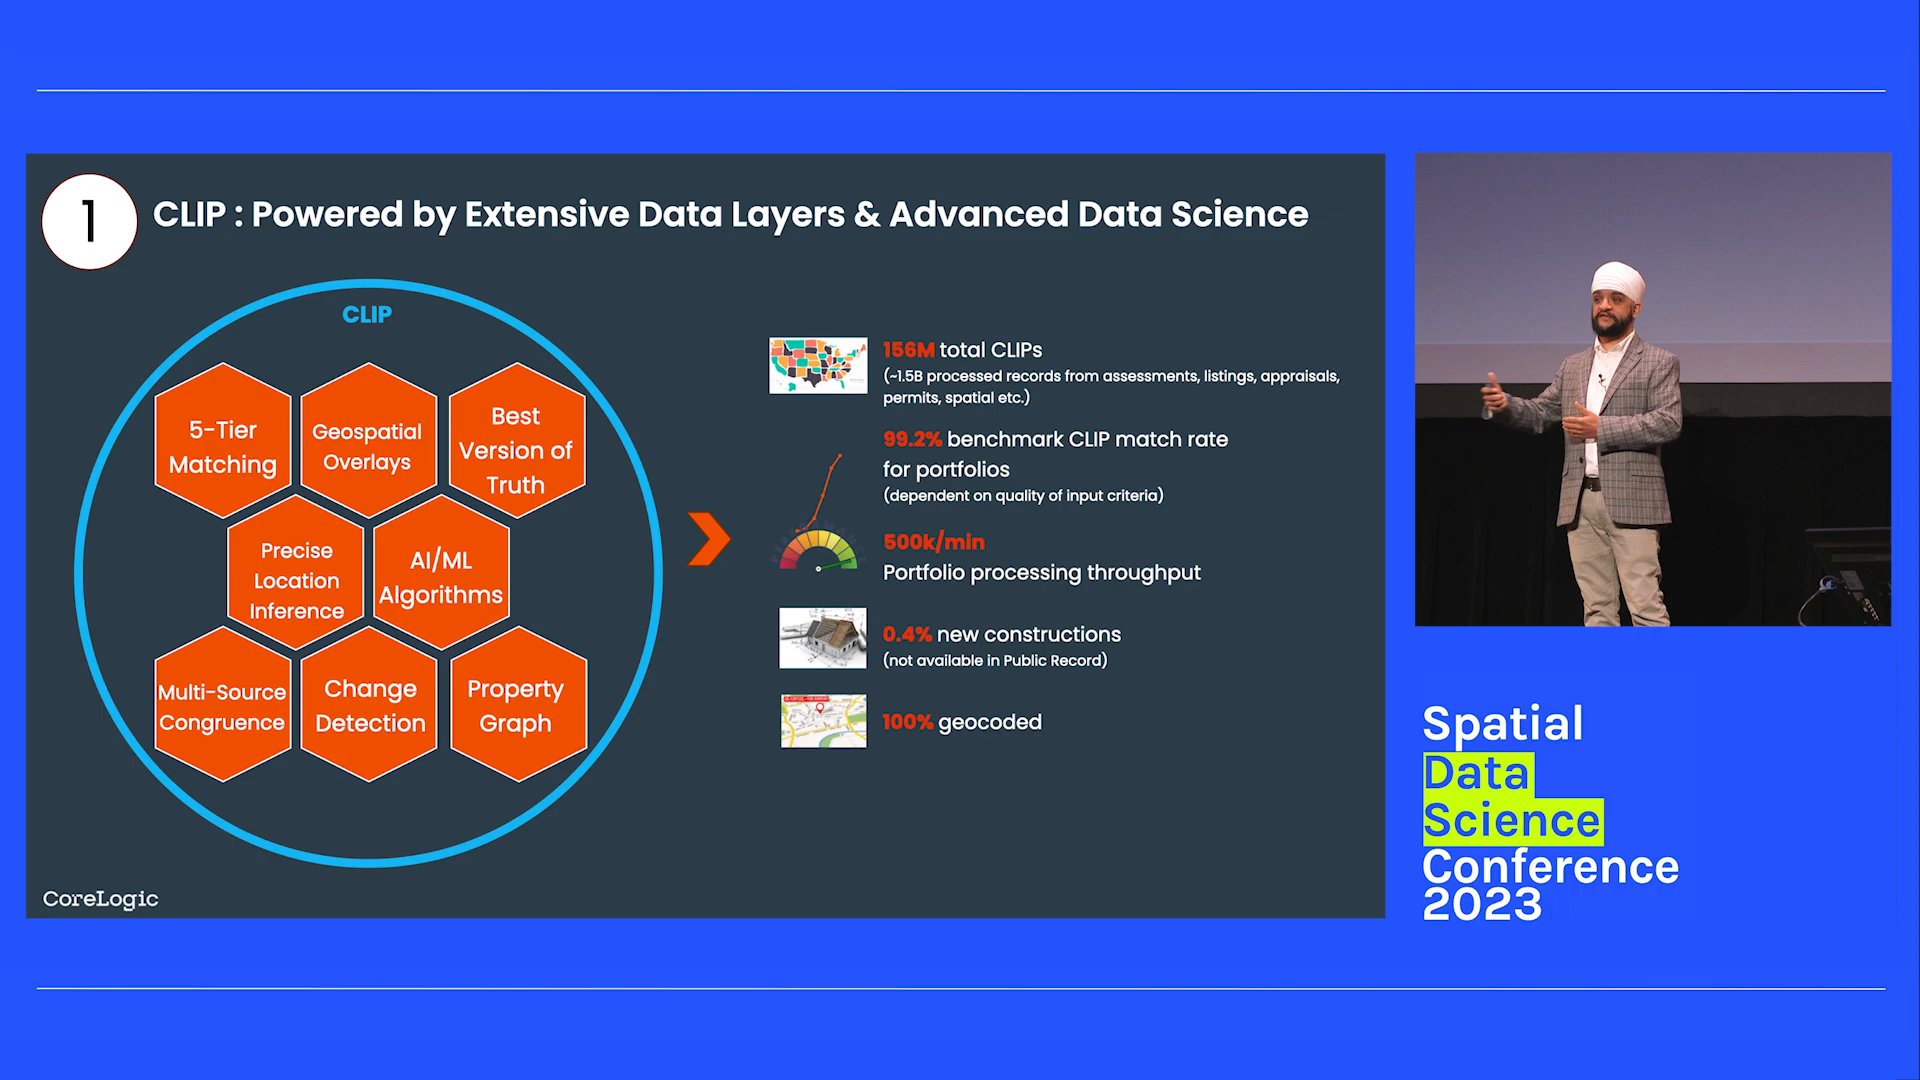 1
CLIP : Powered by Extensive Data Layers & Advanced Data Science
CLIP
5-Tier
Matching
Geospatial
Overlays
Best
Version of
Truth
Precise
Location
Inference
AI/ML
Algorithms
Multi-Source
Congruence
Change
Detection
Property
Graph
156M total CLIPs
(~1.5B processed records from assessments, listings, appraisals,
permits, spatial etc.)
99.2% benchmark CLIP match rate
for portfolios
(dependent on quality of input criteria)
500k/min
Portfolio processing throughput
0.4% new constructions
(not available in Public Record)
100% geocoded
CoreLogic
Spatial
Data
Science
Conference
2023